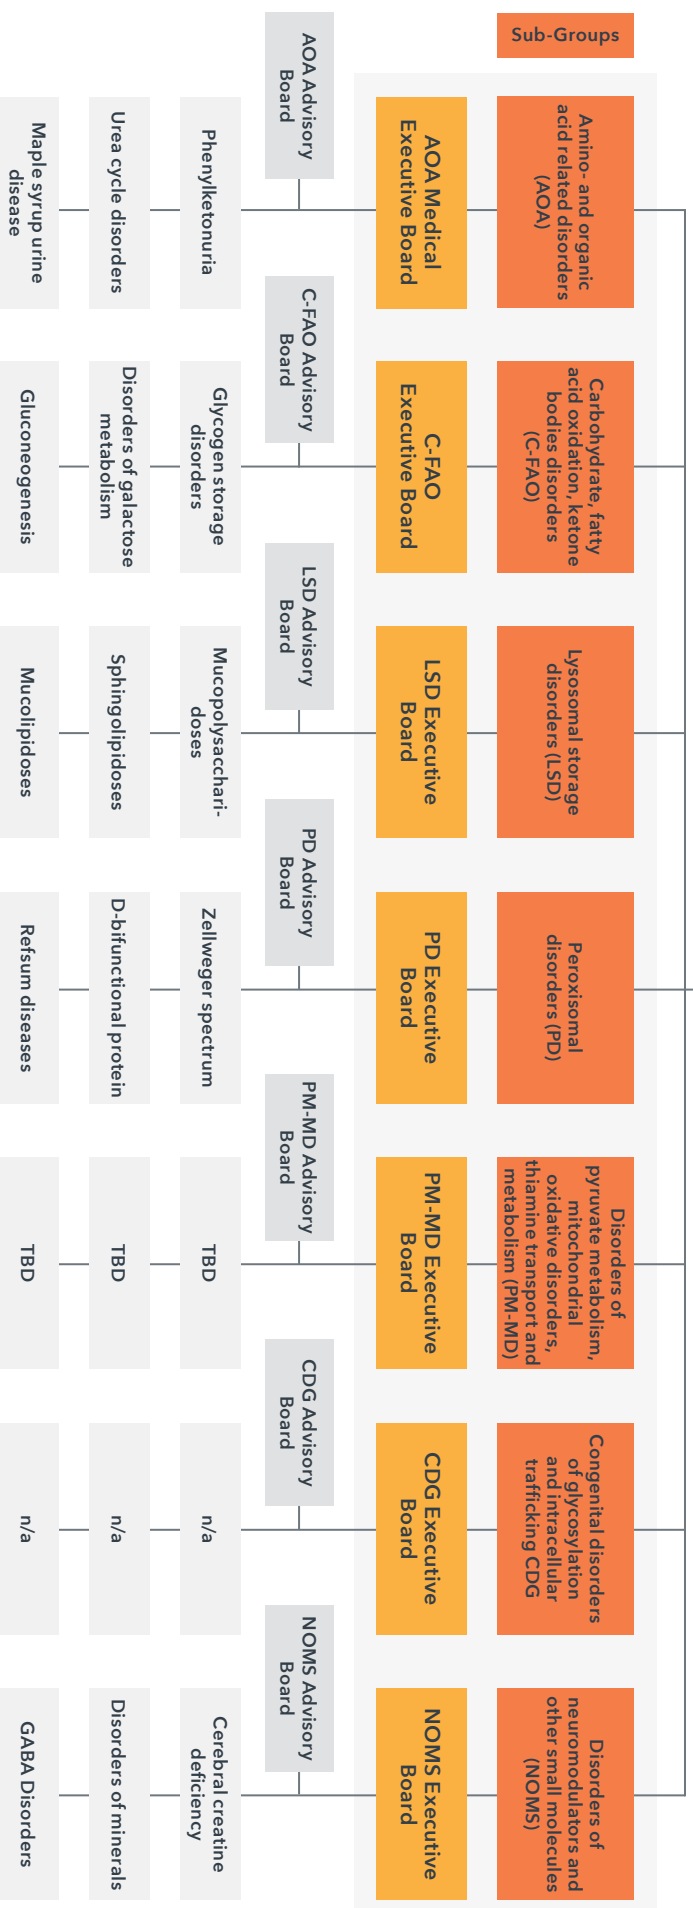 Sub-Groups
Amino- and organic
acid related disorders
(AOA)
AOA Medical
Executive Board
AOA Advisory
Board
Phenylketonuria
Urea cycle disorders
Maple syrup urine
disease
Carbohydrate, fatty
acid oxidation, ketone
bodies disorders
(C-FAO)
C-FAO
Executive Board
C-FAO Advisory
Board
Glycogen storage
disorders
Disorders of galactose
metabolism
Gluconeogenesis
Lysosomal storage
disorders (LSD)
LSD Executive
Board
LSD Advisory
Board
Mucopolysacchari-
doses
Sphingolipidoses
Mucolipidoses
Peroxisomal
disorders (PD)
PD Executive
Board
PD Advisory
Board
Zellweger spectrum
D-bifunctional protein
Refsum diseases
Disorders of
pyruvate metabolism,
mitochondrial
oxidative disorders,
thiamine transport and
metabolism (PM-MD)
PM-MD Executive
Board
PM-MD Advisory
Board
TBD
TBD
TBD
Congenital disorders
of glycosylation
and intracellular
trafficking CDG
CDG Executive
Board
CDG Advisory
Board
n/a
n/a
n/a
Disorders of
neuromodulators and
other small molecules
(NOMS)
NOMS Executive
Board
NOMS Advisory
Board
Cerebral creatine
deficiency
Disorders of minerals
GABA Disorders